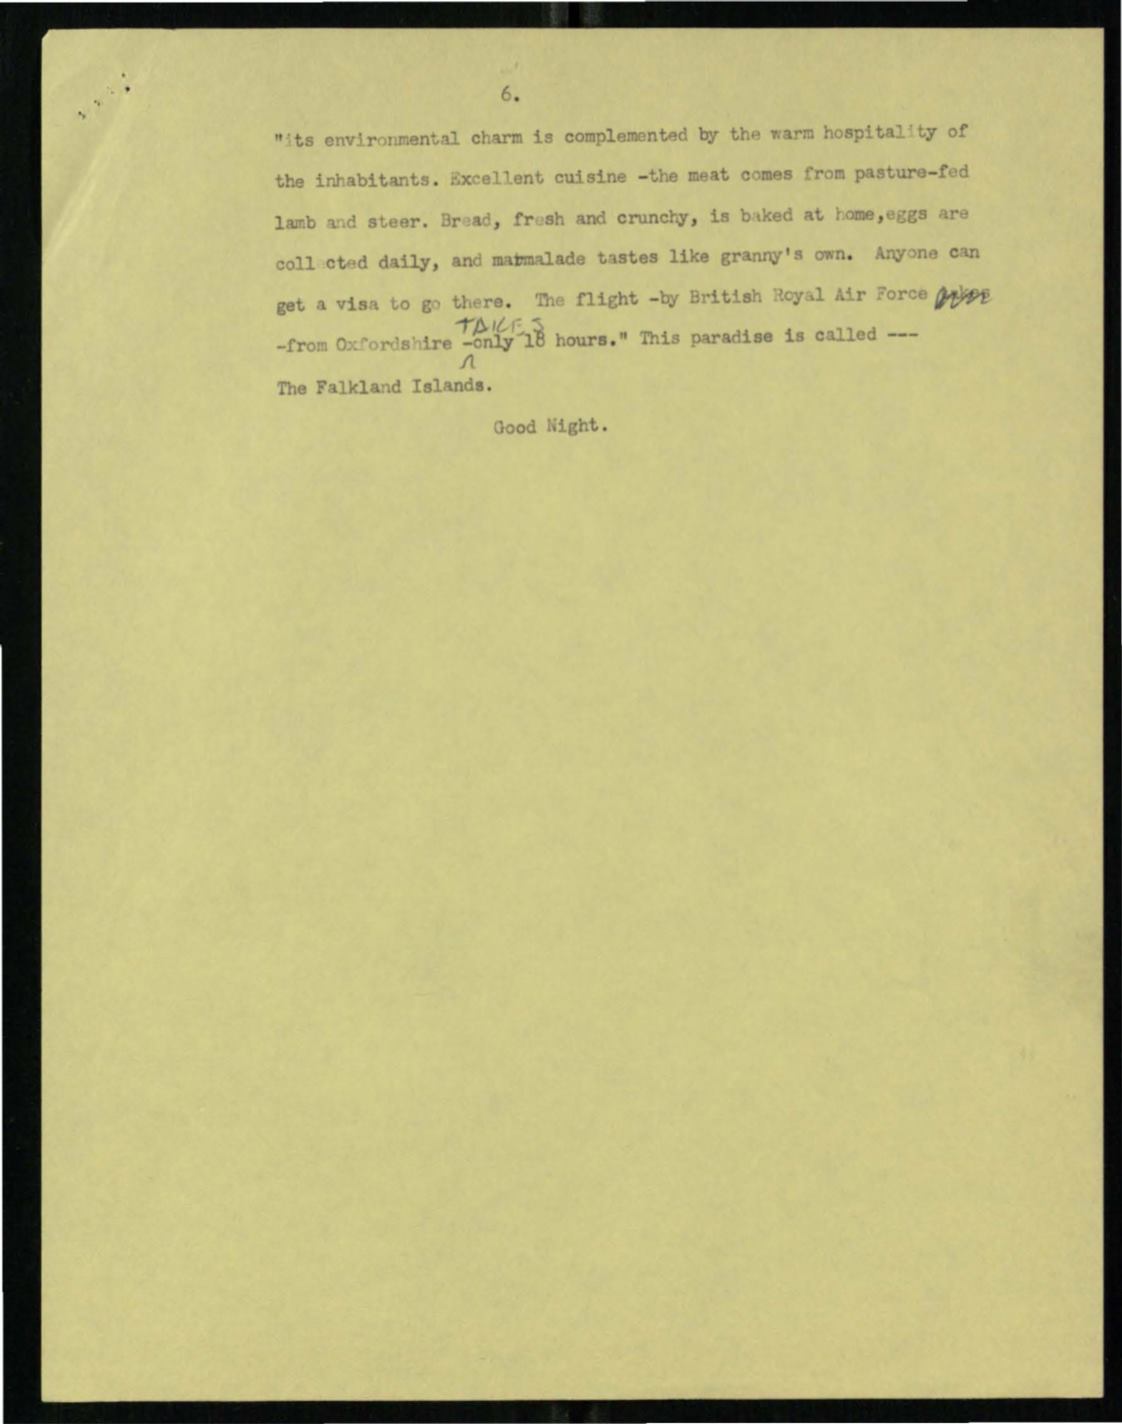 6.
"its environmental charm is complemented by the warm hospitality of
the inhabitants. Excellent cuisine -the meat comes from pasture-fed
lamb and steer. Bread, fresh and crunchy, is baked at home,eggs are
collected daily, and marmalade tastes like granny's own. Anyone can
get a visa to go there. The flight -by British Royal Air Force
TAKES
-from Oxfordshire -only 18 hours." This paradise is called ---
The Falkland Islands.
Good Night.